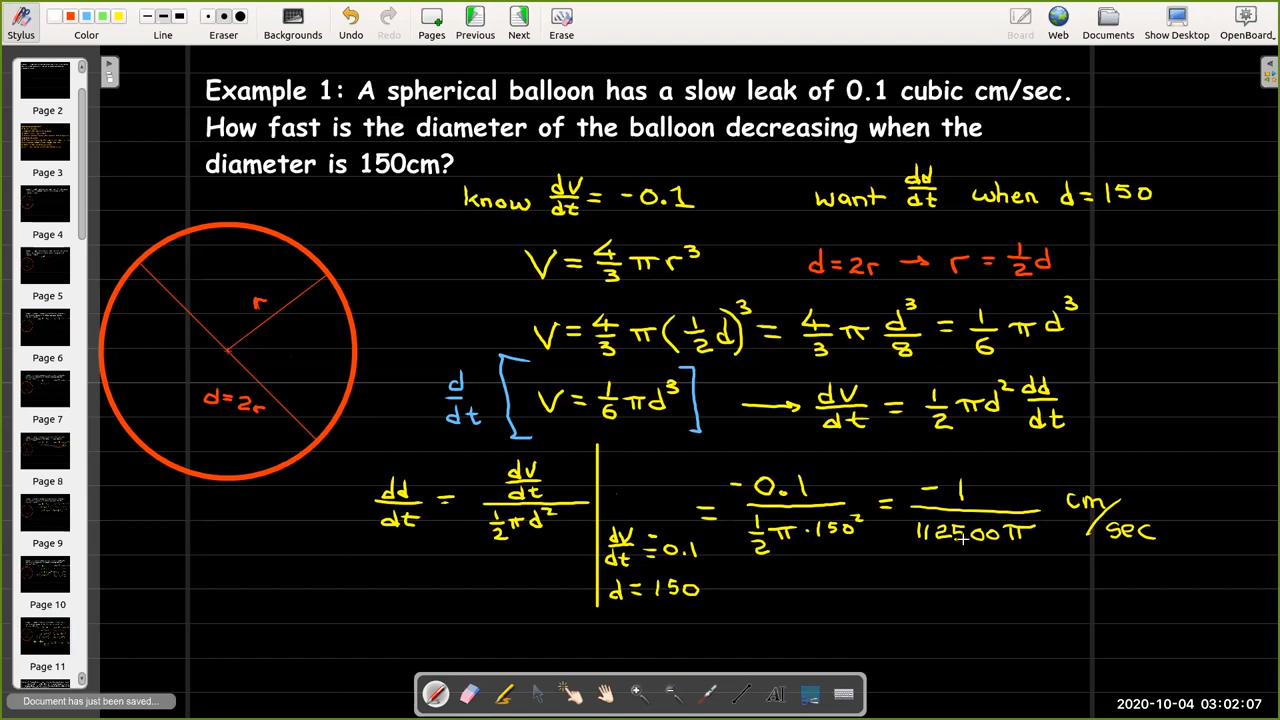 Stylus Color Line Eraser Backgrounds Undo Redo Pages Previous Next Erase Board Web Documents Show Desktop OpenBoard...
Page 2
Page 3
Page 4
Page 5
Page 6
Page 7
Page 8
Page 9
Page 10
Page 11
Example 1: A spherical balloon has a slow leak of 0.1 cubic cm/sec.
How fast is the diameter of the balloon decreasing when the
diameter is 150cm?
know dV/dt = -0.1 want dd/dt when d = 150
V = 4/3 π r³ d = 2r → r = 1/2 d
r
V = 4/3 π (1/2 d)³ = 4/3 π d³/8 = 1/6 π d³
d = 2r
d/dt [ V = 1/6 π d³ ] → dV/dt = 1/2 π d² dd/dt
dd/dt = dV/dt / 1/2 π d² | dV/dt = -0.1 d = 150 = -0.1 / 1/2 π · 150² = -1 / 112500π cm/sec
Document has just been saved...
AI
2020-10-04 03:02:07